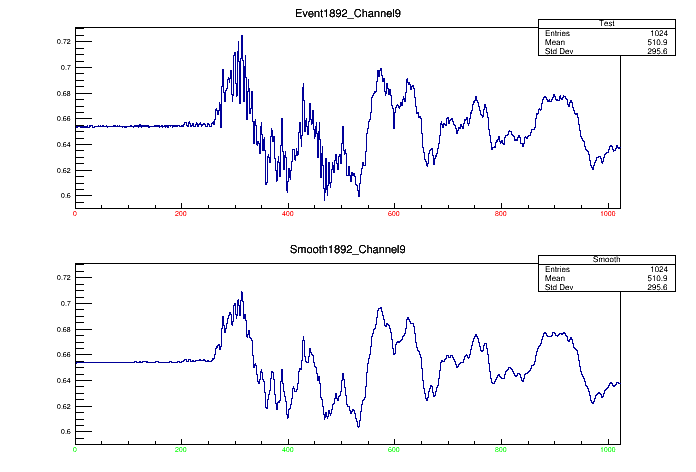 Event1892_Channel9
Test
Entries 1024
Mean 510.9
Std Dev 295.6
0.72
0.7
0.68
0.66
0.64
0.62
0.6
0 200 400 600 800 1000
Smooth1892_Channel9
Smooth
Entries 1024
Mean 510.9
Std Dev 295.6
0.72
0.7
0.68
0.66
0.64
0.62
0.6
0 200 400 600 800 1000